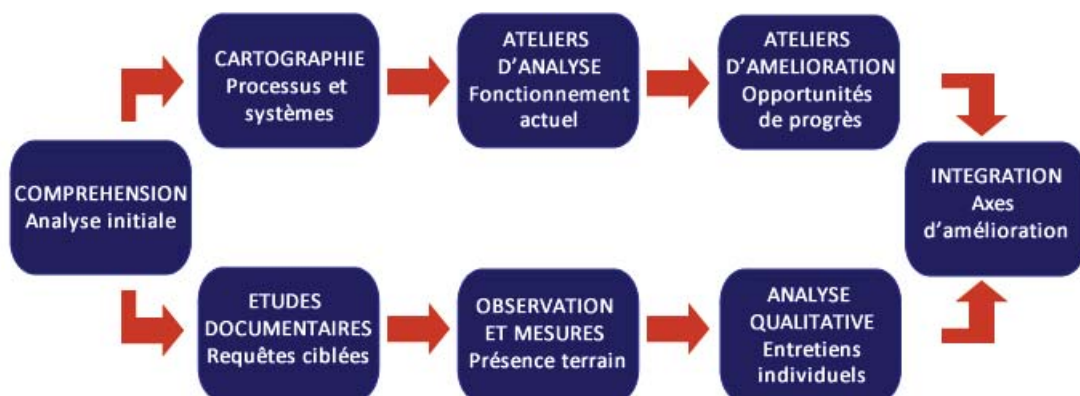 CARTOGRAPHIE
Processus et
systèmes
ATELIERS
D'ANALYSE
Fonctionnement
actuel
ATELIERS
D'AMELIORATION
Opportunités
de progrès
COMPREHENSION
Analyse initiale
INTEGRATION
Axes
d'amélioration
ETUDES
DOCUMENTAIRES
Requêtes ciblées
OBSERVATION
ET MESURES
Présence terrain
ANALYSE
QUALITATIVE
Entretiens
individuels